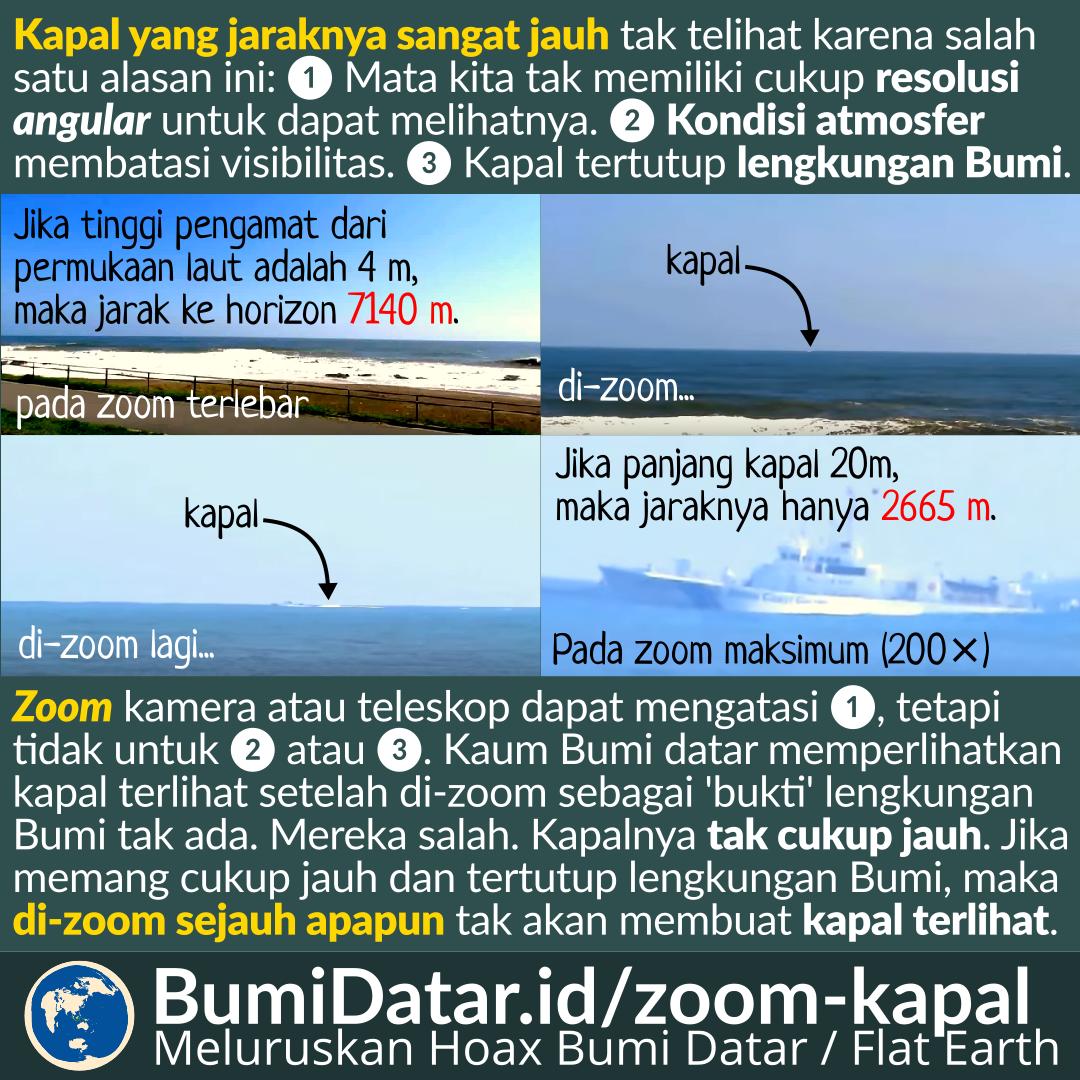 Kapal yang jaraknya sangat jauh tak telihat karena salah
satu alasan ini: 1 Mata kita tak memiliki cukup resolusi
angular untuk dapat melihatnya. 2 Kondisi atmosfer
membatasi visibilitas. 3 Kapal tertutup lengkungan Bumi.
Jika tinggi pengamat dari
permukaan laut adalah 4 m,
maka jarak ke horizon 7140 m.
pada zoom terlebar
kapal
di-zoom...
kapal
di-zoom lagi...
Jika panjang kapal 20m,
maka jaraknya hanya 2665 m.
Pada zoom maksimum (200×)
Zoom kamera atau teleskop dapat mengatasi 1, tetapi
tidak untuk 2 atau 3. Kaum Bumi datar memperlihatkan
kapal terlihat setelah di-zoom sebagai 'bukti' lengkungan
Bumi tak ada. Mereka salah. Kapalnya tak cukup jauh. Jika
memang cukup jauh dan tertutup lengkungan Bumi, maka
di-zoom sejauh apapun tak akan membuat kapal terlihat.
BumiDatar.id/zoom-kapal
Meluruskan Hoax Bumi Datar / Flat Earth